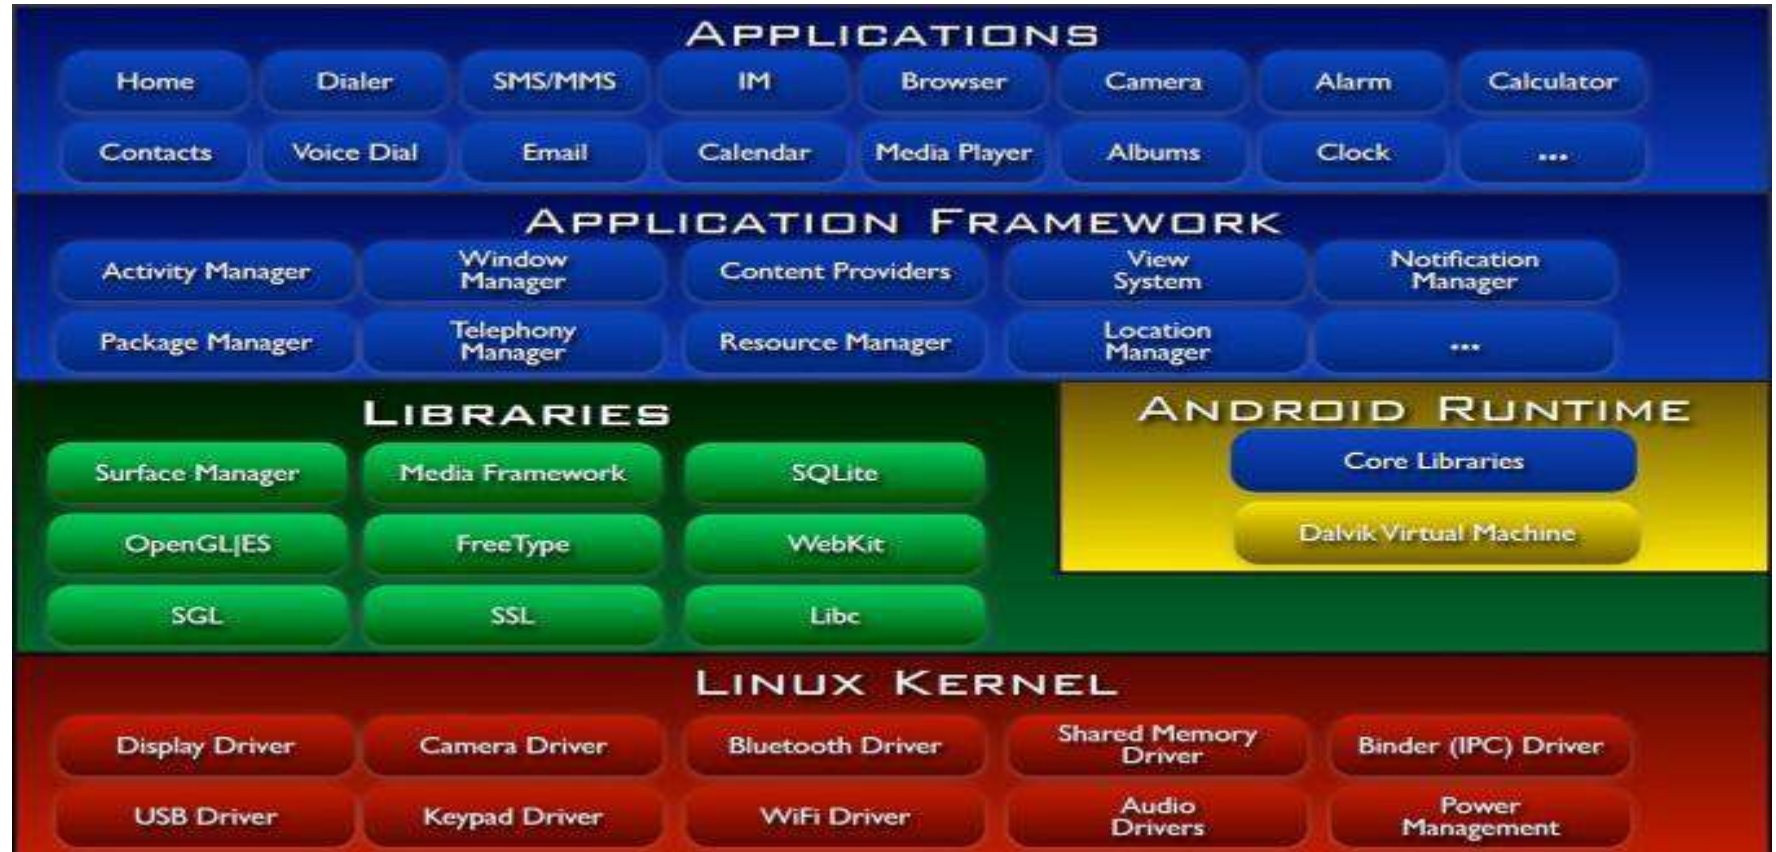 APPLICATIONS
Home Dialer SMS/MMS IM Browser Camera Alarm Calculator
Contacts Voice Dial Email Calendar Media Player Albums Clock ...
APPLICATION FRAMEWORK
Activity Manager Window Manager Content Providers View System Notification Manager
Package Manager Telephony Manager Resource Manager Location Manager ...
LIBRARIES
Surface Manager Media Framework SQLite
OpenGL|ES FreeType WebKit
SGL SSL Libc
ANDROID RUNTIME
Core Libraries
Dalvik Virtual Machine
LINUX KERNEL
Display Driver Camera Driver Bluetooth Driver Shared Memory Driver Binder (IPC) Driver
USB Driver Keypad Driver WiFi Driver Audio Drivers Power Management